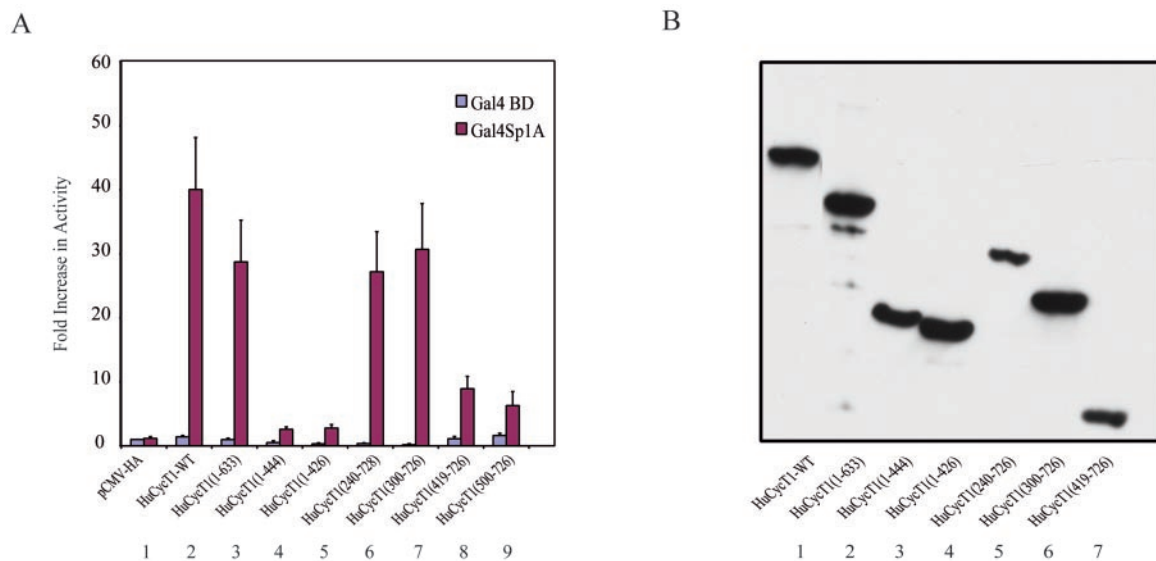 A
60
50
40
30
20
10
0
Fold Increase in Activity
Gal4 BD
Gal4Sp1A
pCMV-HA
HuCycT1-WT
HuCycT1(1-633)
HuCycT1(1-444)
HuCycT1(1-426)
HuCycT1(240-728)
HuCycT1(300-726)
HuCycT1(419-726)
HuCycT1(500-726)
1 2 3 4 5 6 7 8 9
B
HuCycT1-WT
HuCycT1(1-633)
HuCycT1(1-444)
HuCycT1(1-426)
HuCycT1(240-726)
HuCycT1(300-726)
HuCycT1(419-726)
1 2 3 4 5 6 7